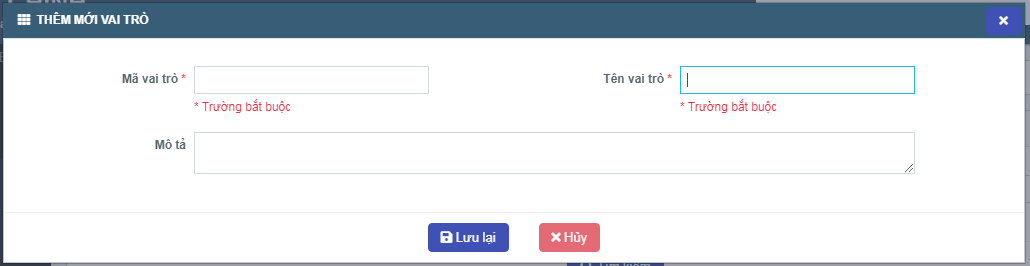 THÊM MỚI VAI TRÒ
Mã vai trò * Tên vai trò *
* Trường bắt buộc * Trường bắt buộc
Mô tả
Lưu lại Hủy